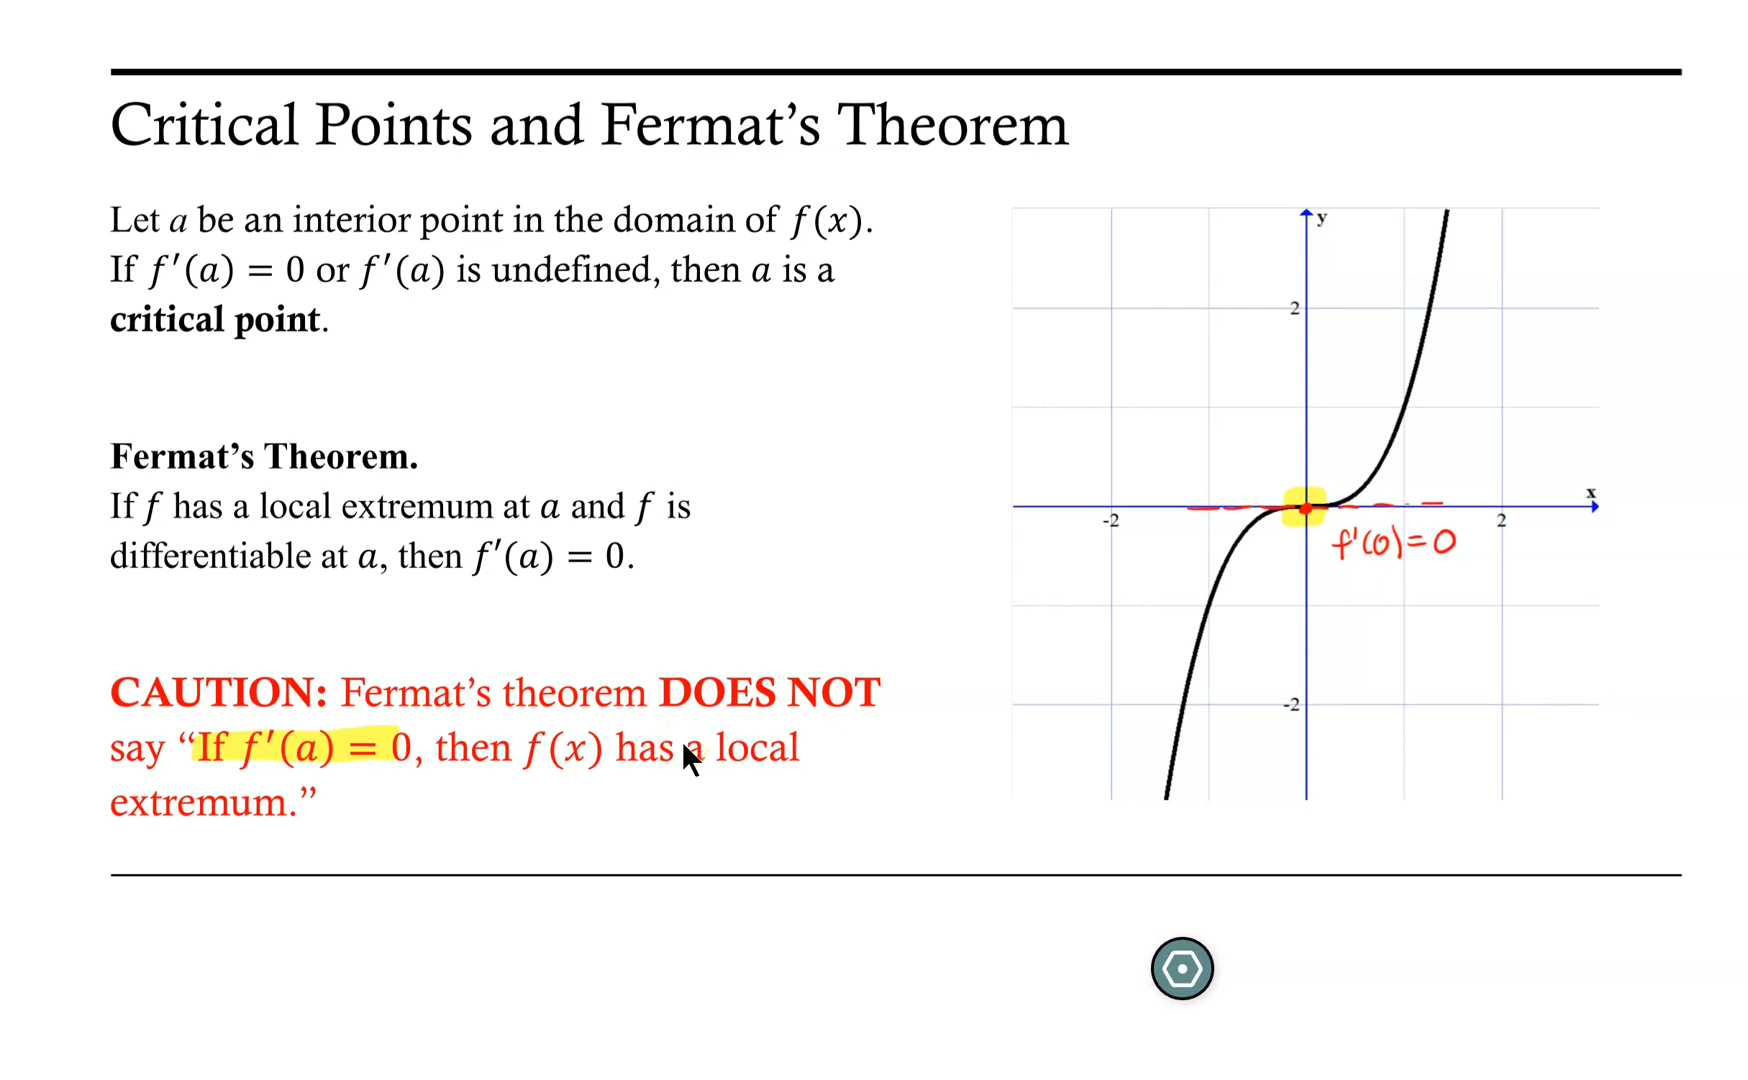 Critical Points and Fermat’s Theorem
Let a be an interior point in the domain of f(x).
If f′(a) = 0 or f′(a) is undefined, then a is a
critical point.
Fermat’s Theorem.
If f has a local extremum at a and f is
differentiable at a, then f′(a) = 0.
CAUTION: Fermat’s theorem DOES NOT
say “If f′(a) = 0, then f(x) has a local
extremum.”
y
2
x
-2
2
f'(0)=0
-2